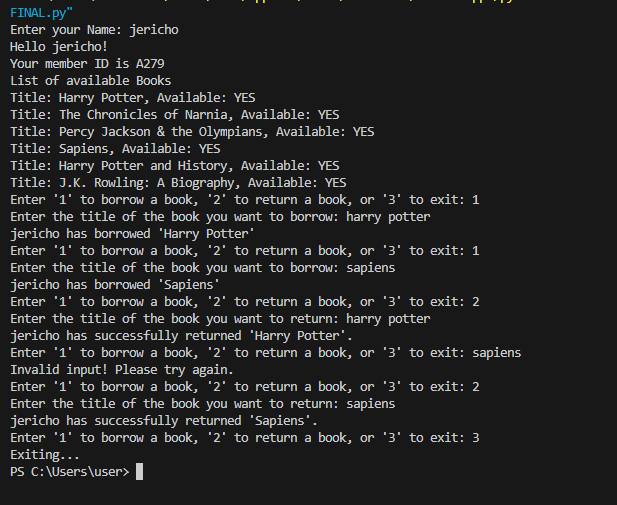 FINAL.py"
Enter your Name: jericho
Hello jericho!
Your member ID is A279
List of available Books
Title: Harry Potter, Available: YES
Title: The Chronicles of Narnia, Available: YES
Title: Percy Jackson & the Olympians, Available: YES
Title: Sapiens, Available: YES
Title: Harry Potter and History, Available: YES
Title: J.K. Rowling: A Biography, Available: YES
Enter '1' to borrow a book, '2' to return a book, or '3' to exit: 1
Enter the title of the book you want to borrow: harry potter
jericho has borrowed 'Harry Potter'
Enter '1' to borrow a book, '2' to return a book, or '3' to exit: 1
Enter the title of the book you want to borrow: sapiens
jericho has borrowed 'Sapiens'
Enter '1' to borrow a book, '2' to return a book, or '3' to exit: 2
Enter the title of the book you want to return: harry potter
jericho has successfully returned 'Harry Potter'.
Enter '1' to borrow a book, '2' to return a book, or '3' to exit: sapiens
Invalid input! Please try again.
Enter '1' to borrow a book, '2' to return a book, or '3' to exit: 2
Enter the title of the book you want to return: sapiens
jericho has successfully returned 'Sapiens'.
Enter '1' to borrow a book, '2' to return a book, or '3' to exit: 3
Exiting...
PS C:\Users\user>